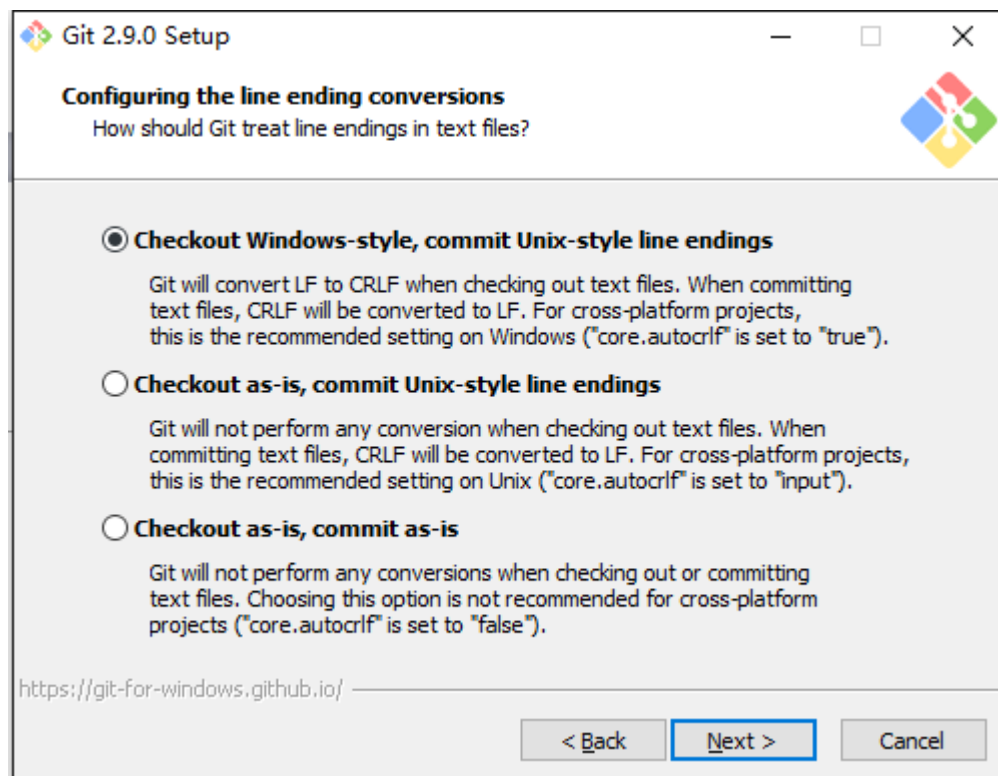 Git 2.9.0 Setup
Configuring the line ending conversions
How should Git treat line endings in text files?
Checkout Windows-style, commit Unix-style line endings
Git will convert LF to CRLF when checking out text files. When committing
text files, CRLF will be converted to LF. For cross-platform projects,
this is the recommended setting on Windows ("core.autocrlf" is set to "true").
Checkout as-is, commit Unix-style line endings
Git will not perform any conversion when checking out text files. When
committing text files, CRLF will be converted to LF. For cross-platform projects,
this is the recommended setting on Unix ("core.autocrlf" is set to "input").
Checkout as-is, commit as-is
Git will not perform any conversions when checking out or committing
text files. Choosing this option is not recommended for cross-platform
projects ("core.autocrlf" is set to "false").
https://git-for-windows.github.io/
< Back
Next >
Cancel